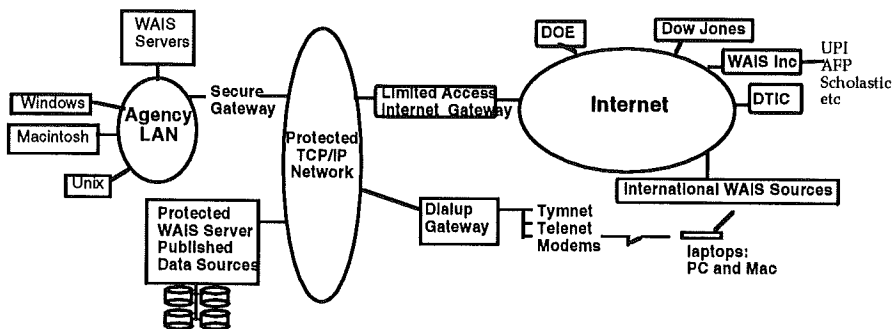 WAIS
Servers
Windows
Macintosh
Unix
Agency
LAN
Secure
Gateway
Protected
TCP/IP
Network
Protected
WAIS Server
Published
Data Sources
Limited Access
Internet Gateway
Dialup
Gateway
Tymnet
Telenet
Modems
laptops:
PC and Mac
Internet
DOE
Dow Jones
WAIS Inc
UPI
AFP
Scholastic
etc
DTIC
International WAIS Sources